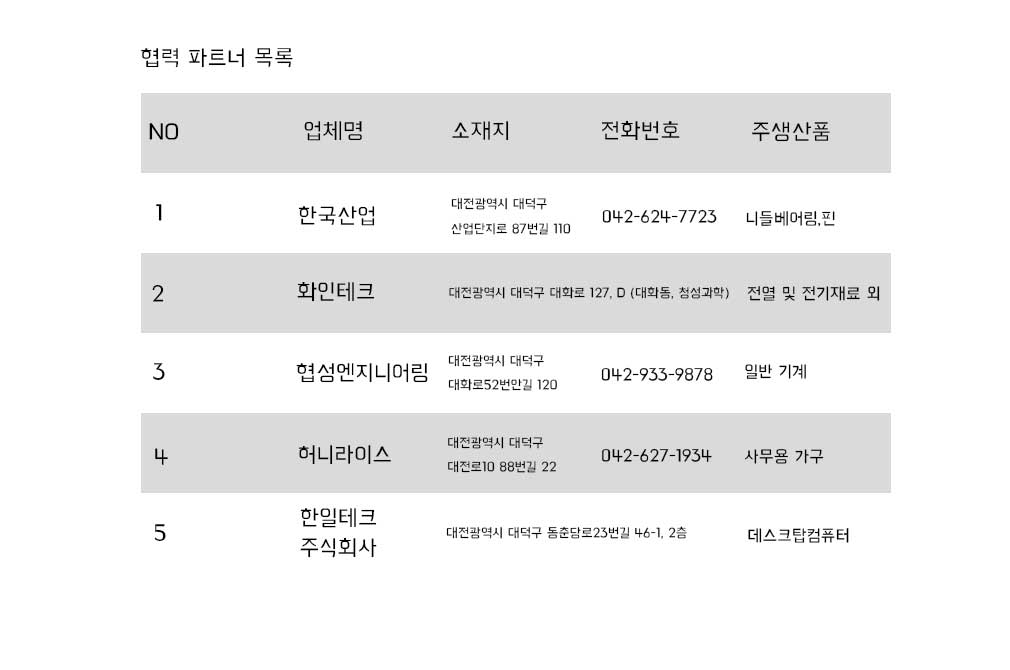 협력 파트너 목록
NO 업체명 소재지 전화번호 주생산품
1 한국산업 대전광역시 대덕구 산업단지로 87번길 110 042-624-7723 니들베어링,핀
2 화인테크 대전광역시 대덕구 대화로 127, D (대화동, 청성과학) 전열 및 전기재료 외
3 협성엔지니어링 대전광역시 대덕구 대화로52번안길 120 042-933-9878 일반 기계
4 허니라이스 대전광역시 대덕구 대전로10 88번길 22 042-627-1934 사무용 가구
5 한밀테크 주식회사 대전광역시 대덕구 동춘당로23번길 46-1, 2층 데스크탑컴퓨터